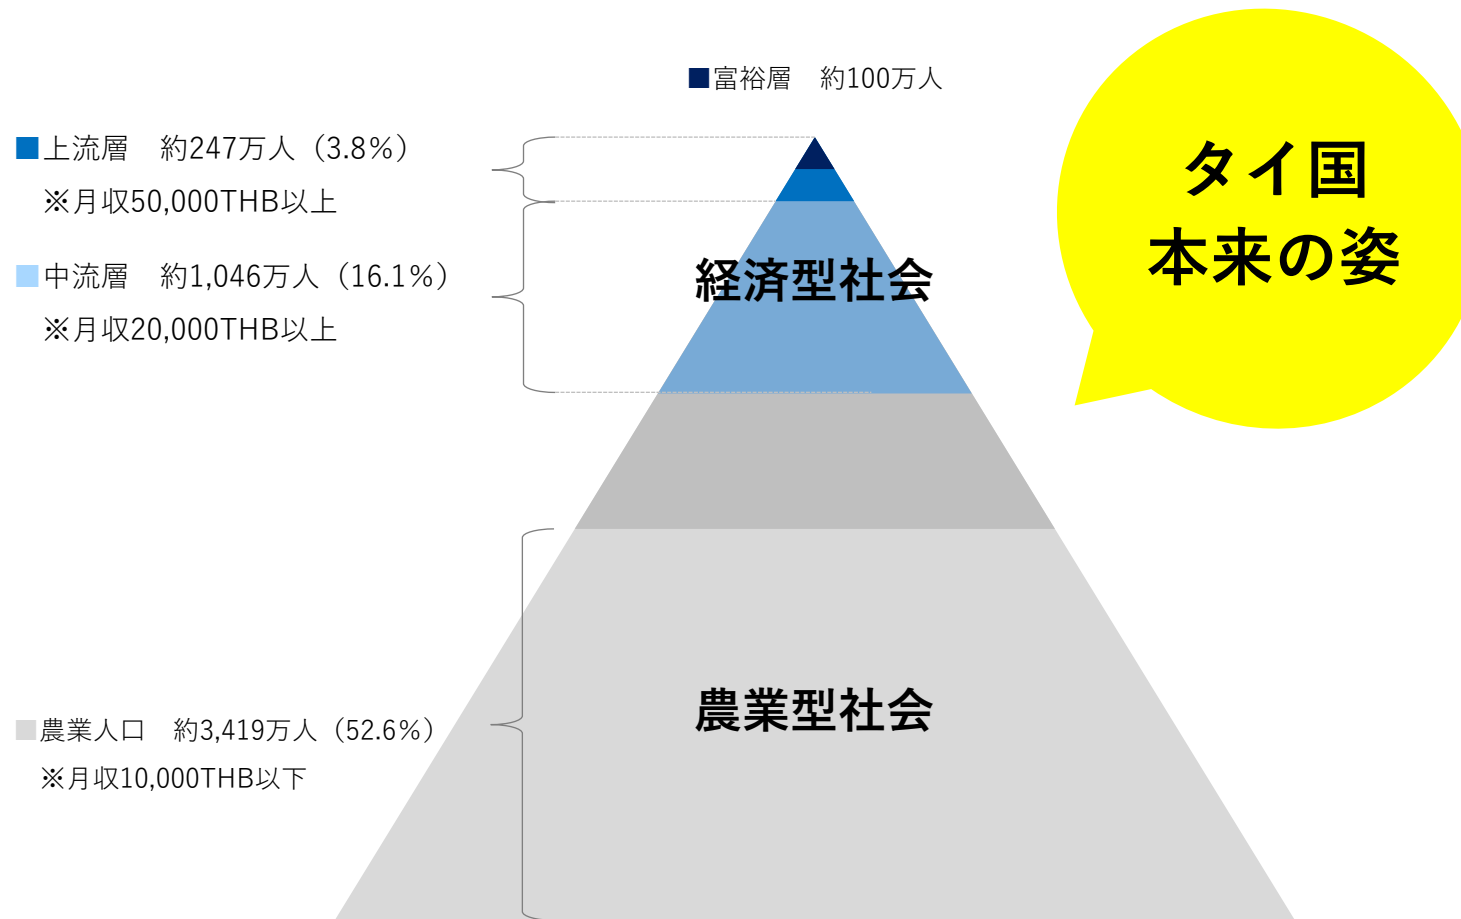 ■富裕層　約100万人
■上流層　約247万人（3.8％）
※月収50,000THB以上
■中流層　約1,046万人（16.1％）
※月収20,000THB以上
経済型社会
タイ国
本来の姿
農業型社会
■農業人口　約3,419万人（52.6％）
※月収10,000THB以下